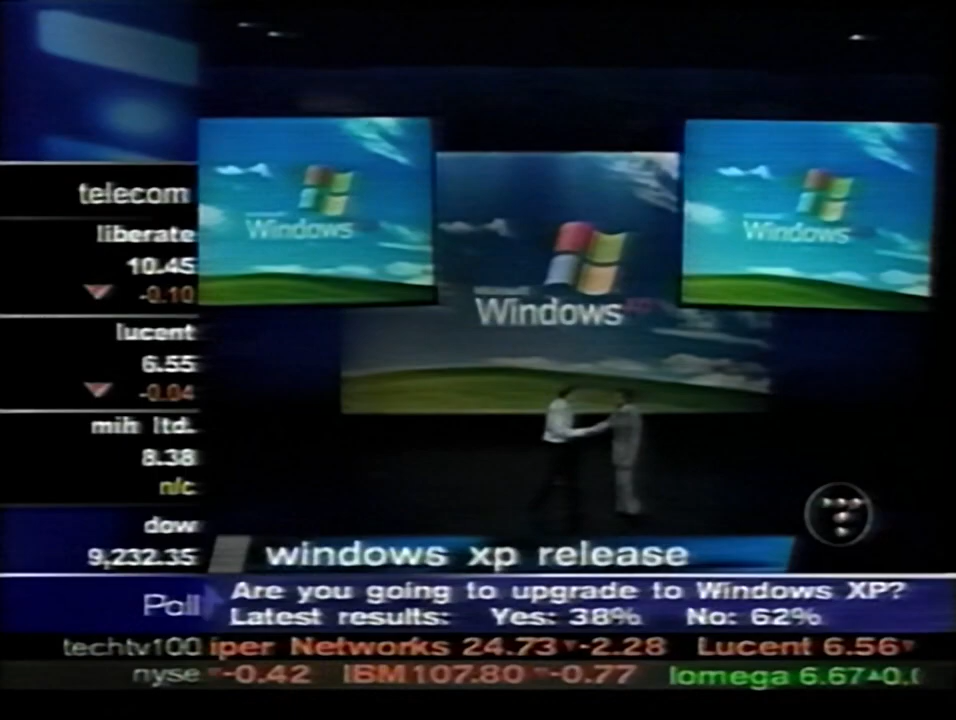 telecom
liberate
10.45
-0.10
lucent
6.55
-0.04
mih ltd.
8.38
n/c
dow
9,232.35
Windows
Windows xp
Windows
windows xp release
Poll
Are you going to upgrade to Windows XP?
Latest results: Yes: 38% No: 62%
techtv100 iper Networks 24.73 -2.28 Lucent 6.56
nyse -0.42 IBM 107.80 -0.77 Iomega 6.67 0.